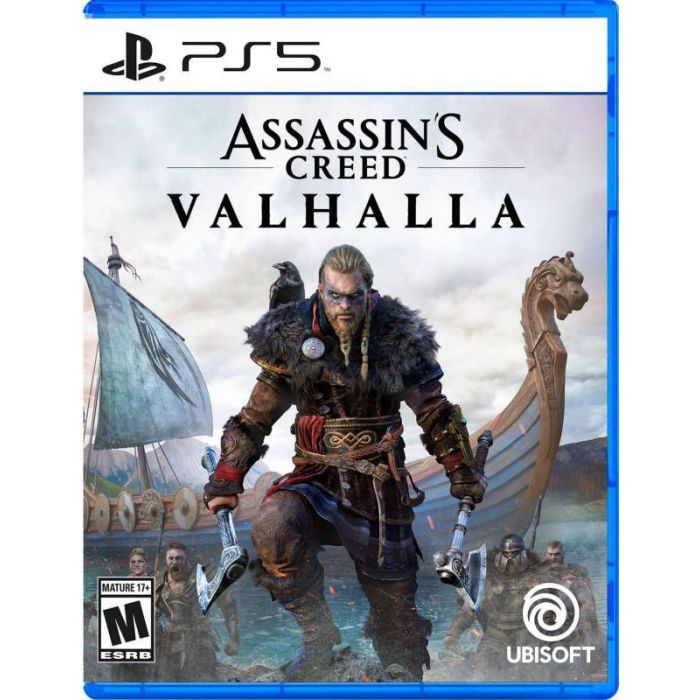 PS5
ASSASSIN'S
CREED
VALHALLA
MATURE 17+
M
ESRB
UBISOFT